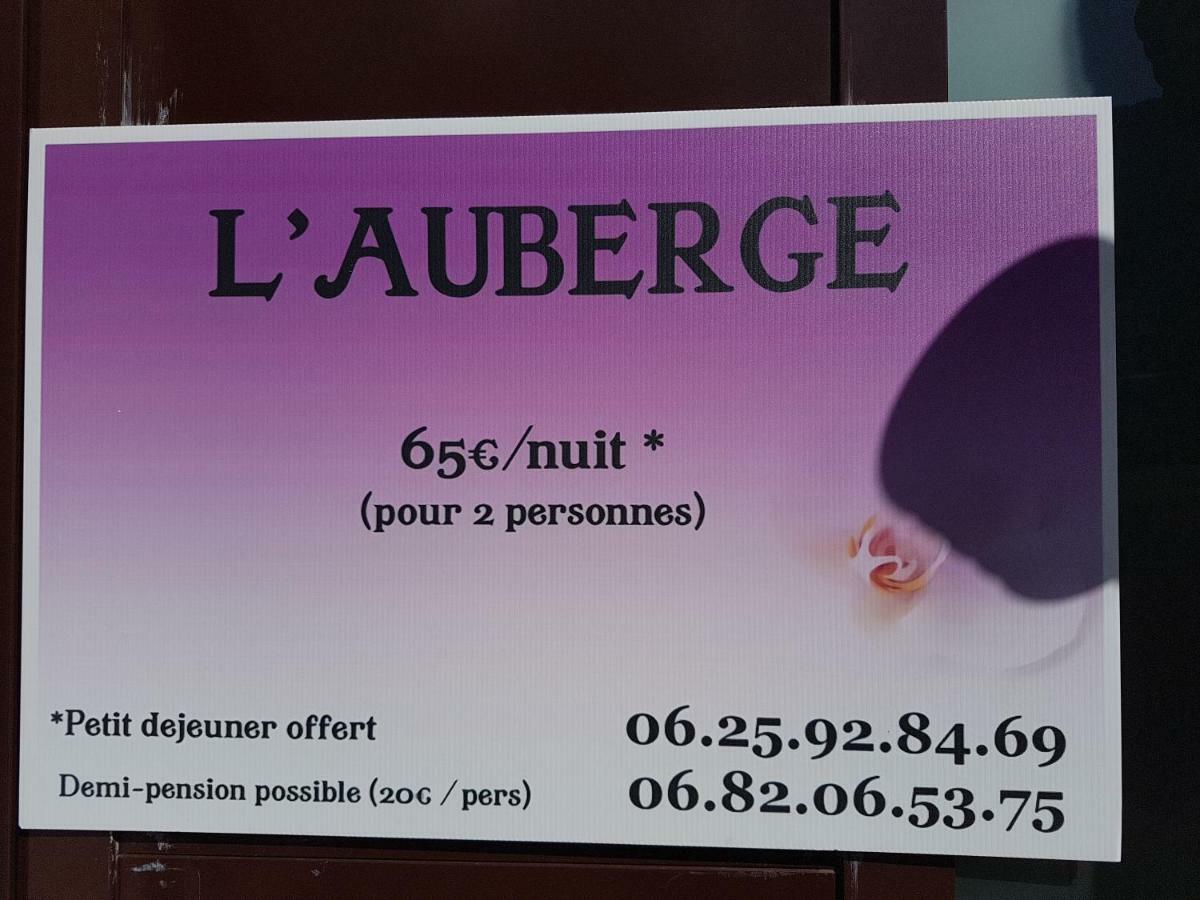 L'AUBERGE
65€/nuit *
(pour 2 personnes)
*Petit dejeuner offert
Demi-pension possible (20€ / pers)
06.25.92.84.69
06.82.06.53.75